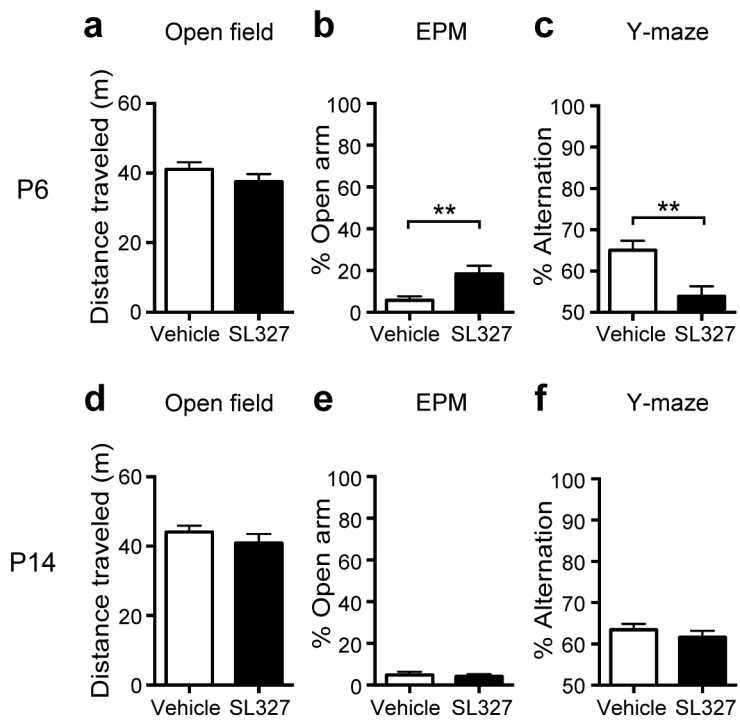 a Open field
b EPM
c Y-maze
P6
Distance traveled (m)
60
40
20
0
Vehicle SL327
% Open arm
100
80
60
40
20
0
Vehicle SL327
**
% Alternation
100
90
80
70
60
50
Vehicle SL327
**
d Open field
e EPM
f Y-maze
P14
Distance traveled (m)
60
40
20
0
Vehicle SL327
% Open arm
100
80
60
40
20
0
Vehicle SL327
% Alternation
100
90
80
70
60
50
Vehicle SL327